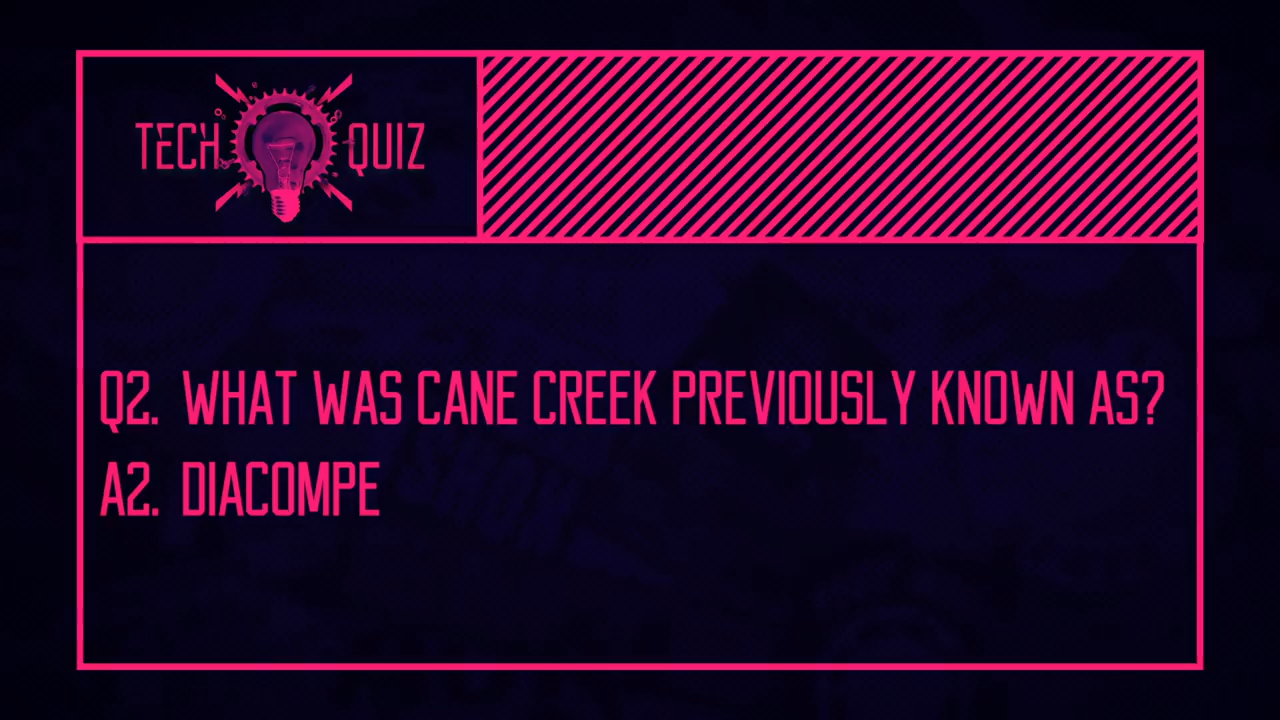 TECH QUIZ
Q2. WHAT WAS CANE CREEK PREVIOUSLY KNOWN AS?
A2. DIACOMPE